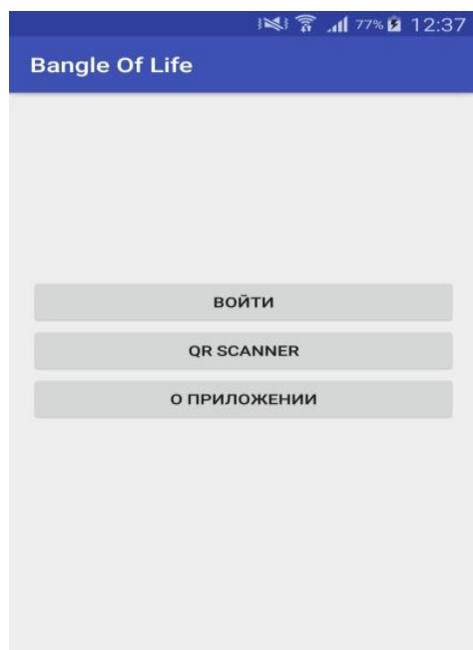 77% 12:37
Bangle Of Life
ВОЙТИ
QR SCANNER
О ПРИЛОЖЕНИИ